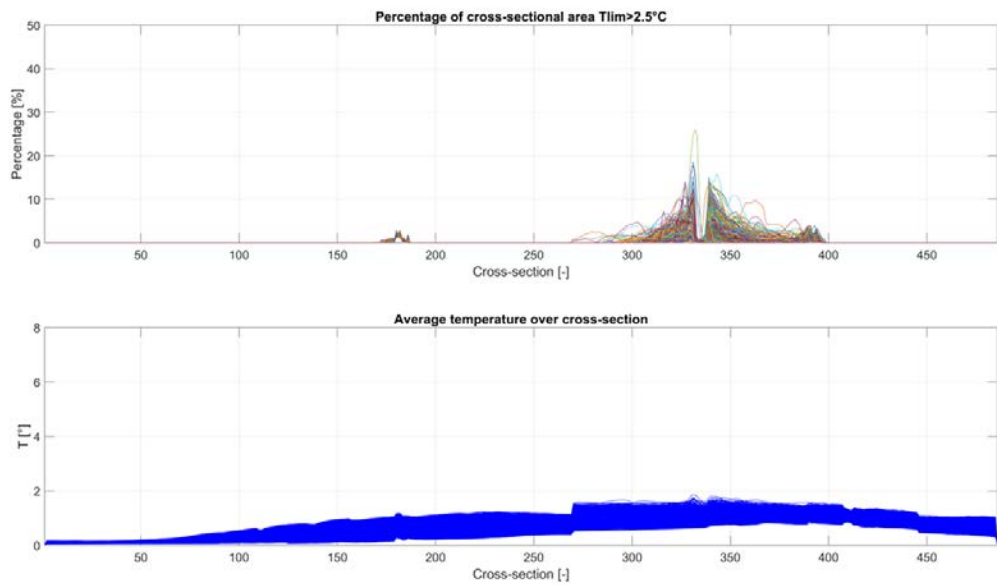 Percentage of cross-sectional area Tlim>2.5°C
Percentage [%]
50
40
30
20
10
0
50 100 150 200 250 300 350 400 450
Cross-section [-]
Average temperature over cross-section
T [°]
8
6
4
2
0
50 100 150 200 250 300 350 400 450
Cross-section [-]